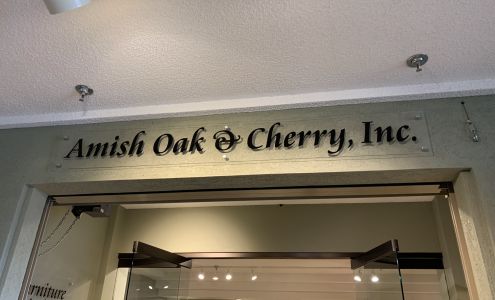 Amish Oak & Cherry, Inc.